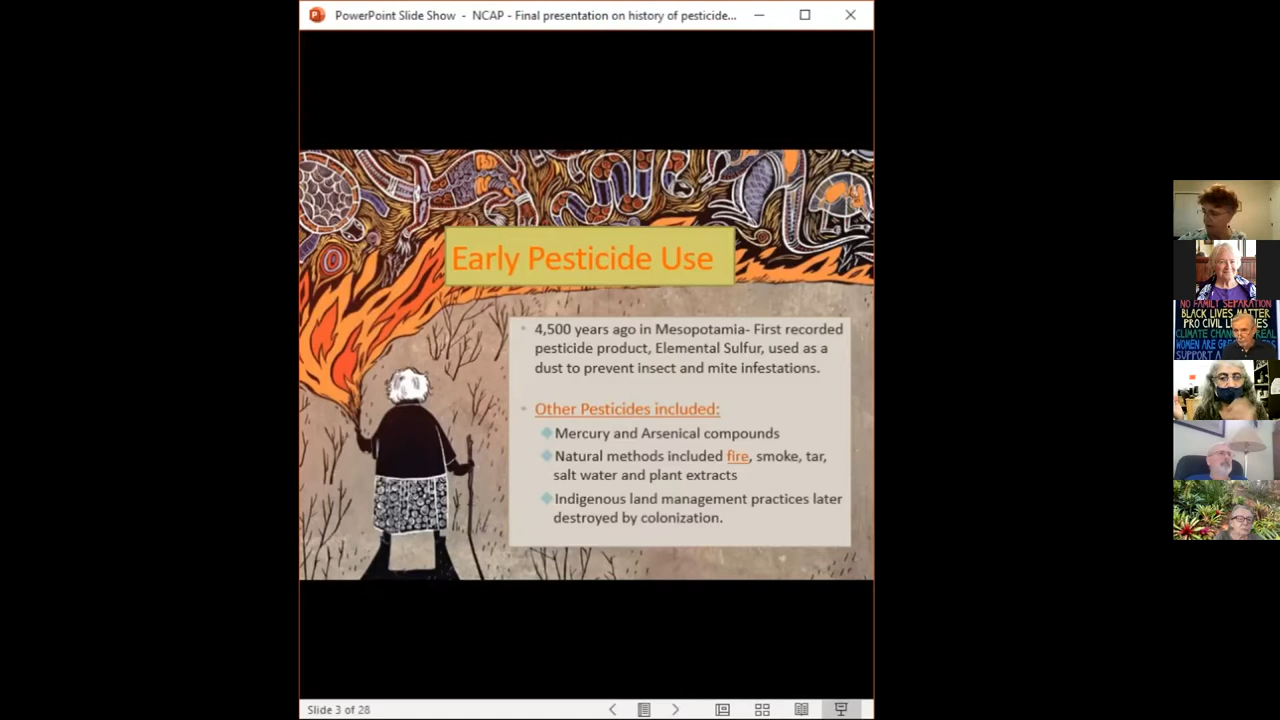 PowerPoint Slide Show - NCAP - Final presentation on history of pesticide...
Early Pesticide Use
4,500 years ago in Mesopotamia- First recorded
pesticide product, Elemental Sulfur, used as a
dust to prevent insect and mite infestations.
Other Pesticides included:
Mercury and Arsenical compounds
Natural methods included fire, smoke, tar,
salt water and plant extracts
Indigenous land management practices later
destroyed by colonization.
NO FAMILY SEPARATION
BLACK LIVES MATTER
PRO CIVIL
CLIMATE REAL
WOMEN ARE
SUPPORT
Slide 3 of 28